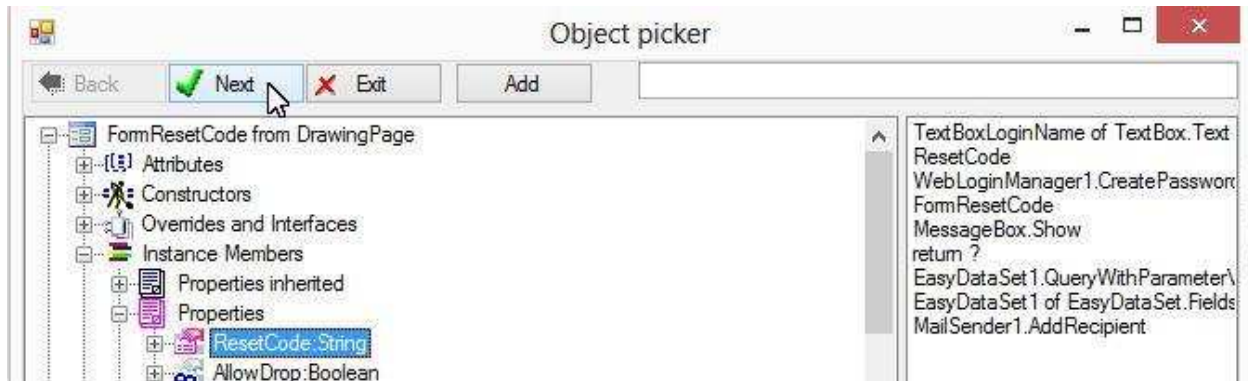 Object picker
Back Next Exit Add
FormResetCode from DrawingPage
Attributes
Constructors
Overrides and Interfaces
Instance Members
Properties inherited
Properties
ResetCode:String
AllowDrop:Boolean
TextBoxLoginName of TextBox.Text
ResetCode
WebLoginManager1.CreatePassword
FormResetCode
MessageBox.Show
return ?
EasyDataSet1.QueryWithParameterV
EasyDataSet1 of EasyDataSet.Fields
MailSender1.AddRecipient